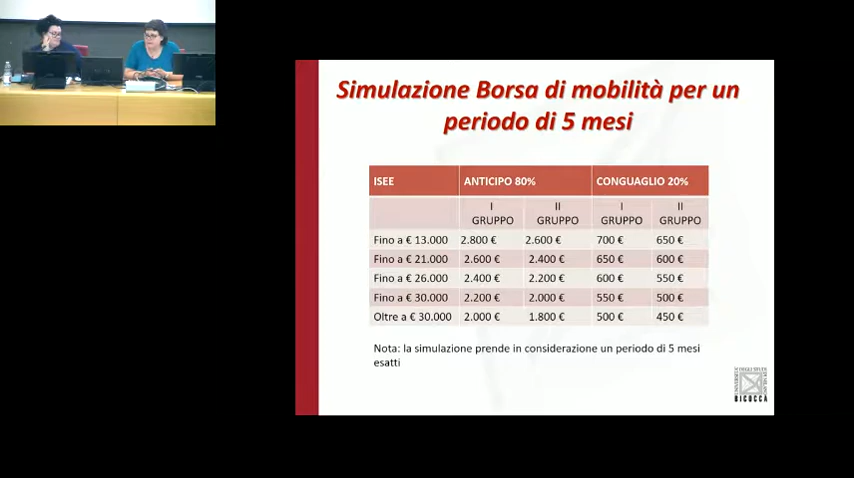 Simulazione Borsa di mobilità per un
periodo di 5 mesi
ISEE ANTICIPO 80% CONGUAGLIO 20%
I GRUPPO II GRUPPO I GRUPPO II GRUPPO
Fino a € 13.000 2.800 € 2.600 € 700 € 650 €
Fino a € 21.000 2.600 € 2.400 € 650 € 600 €
Fino a € 26.000 2.400 € 2.200 € 600 € 550 €
Fino a € 30.000 2.200 € 2.000 € 550 € 500 €
Oltre a € 30.000 2.000 € 1.800 € 500 € 450 €
Nota: la simulazione prende in considerazione un periodo di 5 mesi
esatti
BICOCCA